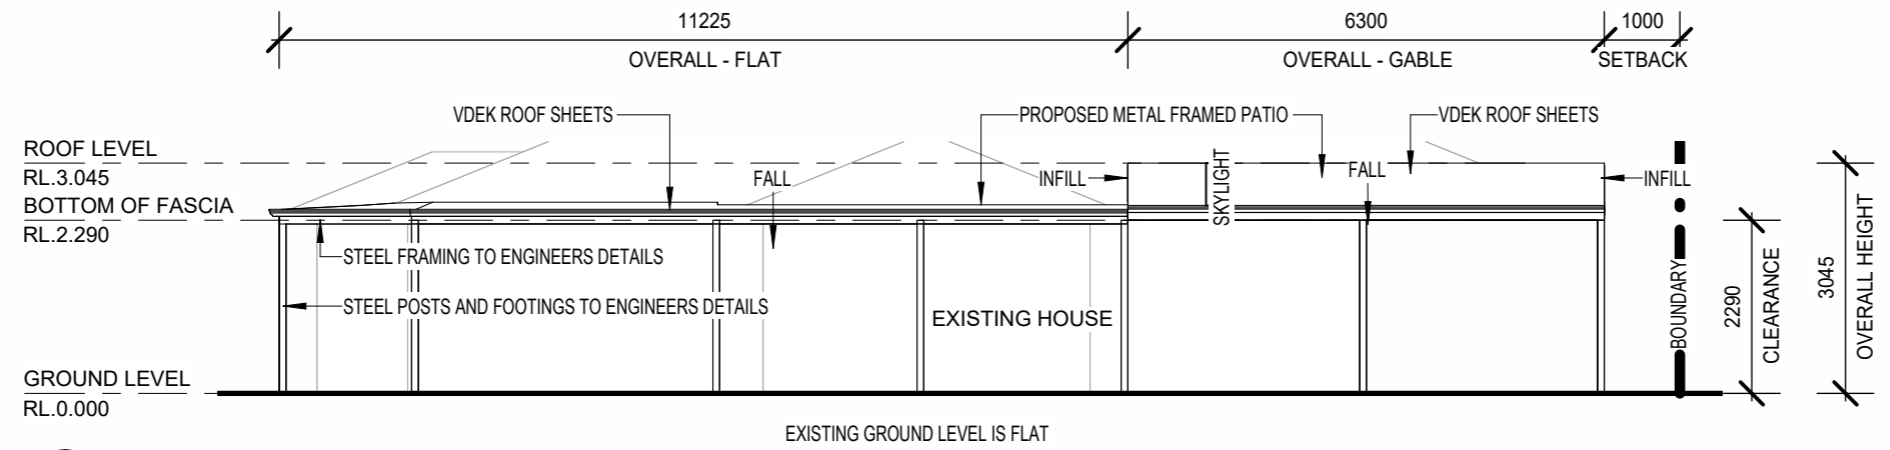 11225
6300
1000
OVERALL - FLAT
OVERALL - GABLE
SETBACK
VDEK ROOF SHEETS
PROPOSED METAL FRAMED PATIO
VDEK ROOF SHEETS
ROOF LEVEL
RL.3.045
FALL
INFILL
SKYLIGHT
FALL
INFILL
BOTTOM OF FASCIA
RL.2.290
STEEL FRAMING TO ENGINEERS DETAILS
STEEL POSTS AND FOOTINGS TO ENGINEERS DETAILS
EXISTING HOUSE
BOUNDARY
2290
CLEARANCE
3045
OVERALL HEIGHT
GROUND LEVEL
RL.0.000
EXISTING GROUND LEVEL IS FLAT